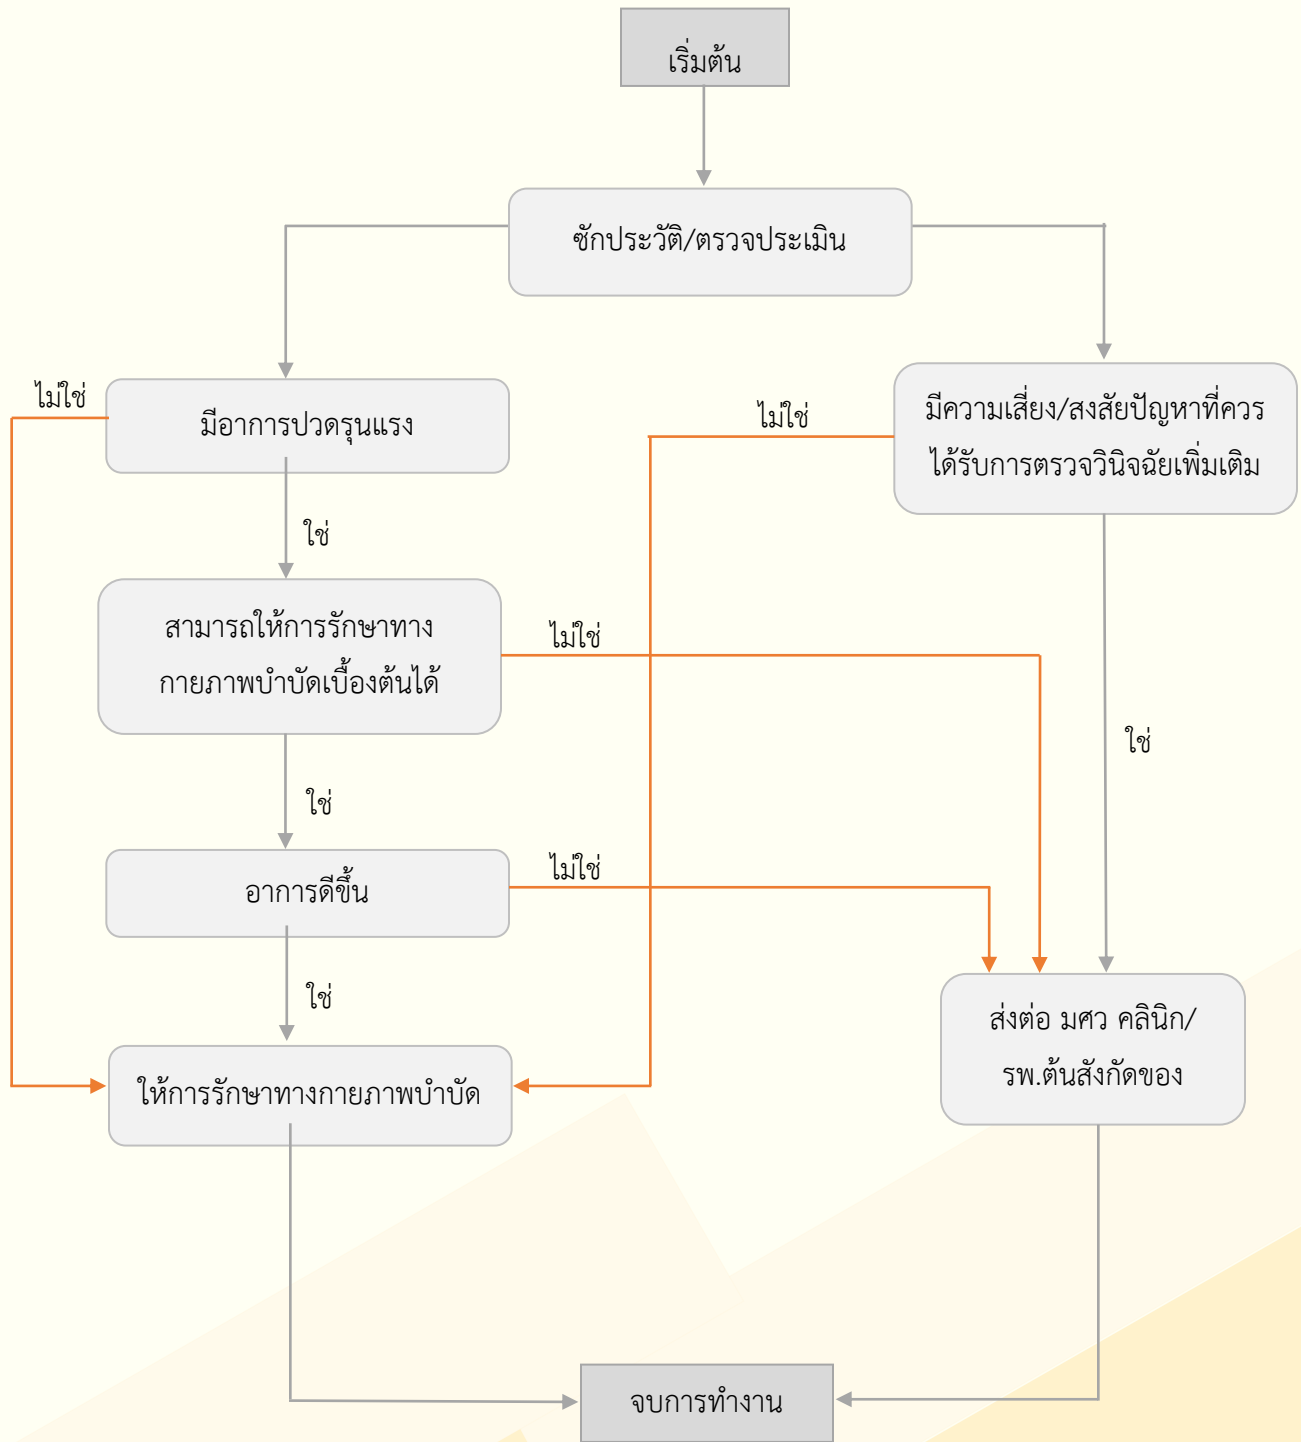 เริ่มต้น
ซักประวัติ/ตรวจประเมิน
ไม่ใช่
มีอาการปวดรุนแรง
ไม่ใช่
มีความเสี่ยง/สงสัยปัญหาที่ควร
ได้รับการตรวจวินิจฉัยเพิ่มเติม
ใช่
สามารถให้การรักษาทาง
กายภาพบำบัดเบื้องต้นได้
ไม่ใช่
ใช่
ใช่
อาการดีขึ้น
ไม่ใช่
ใช่
ส่งต่อ มศว คลินิก/
รพ.ต้นสังกัดของ
ให้การรักษาทางกายภาพบำบัด
จบการทำงาน